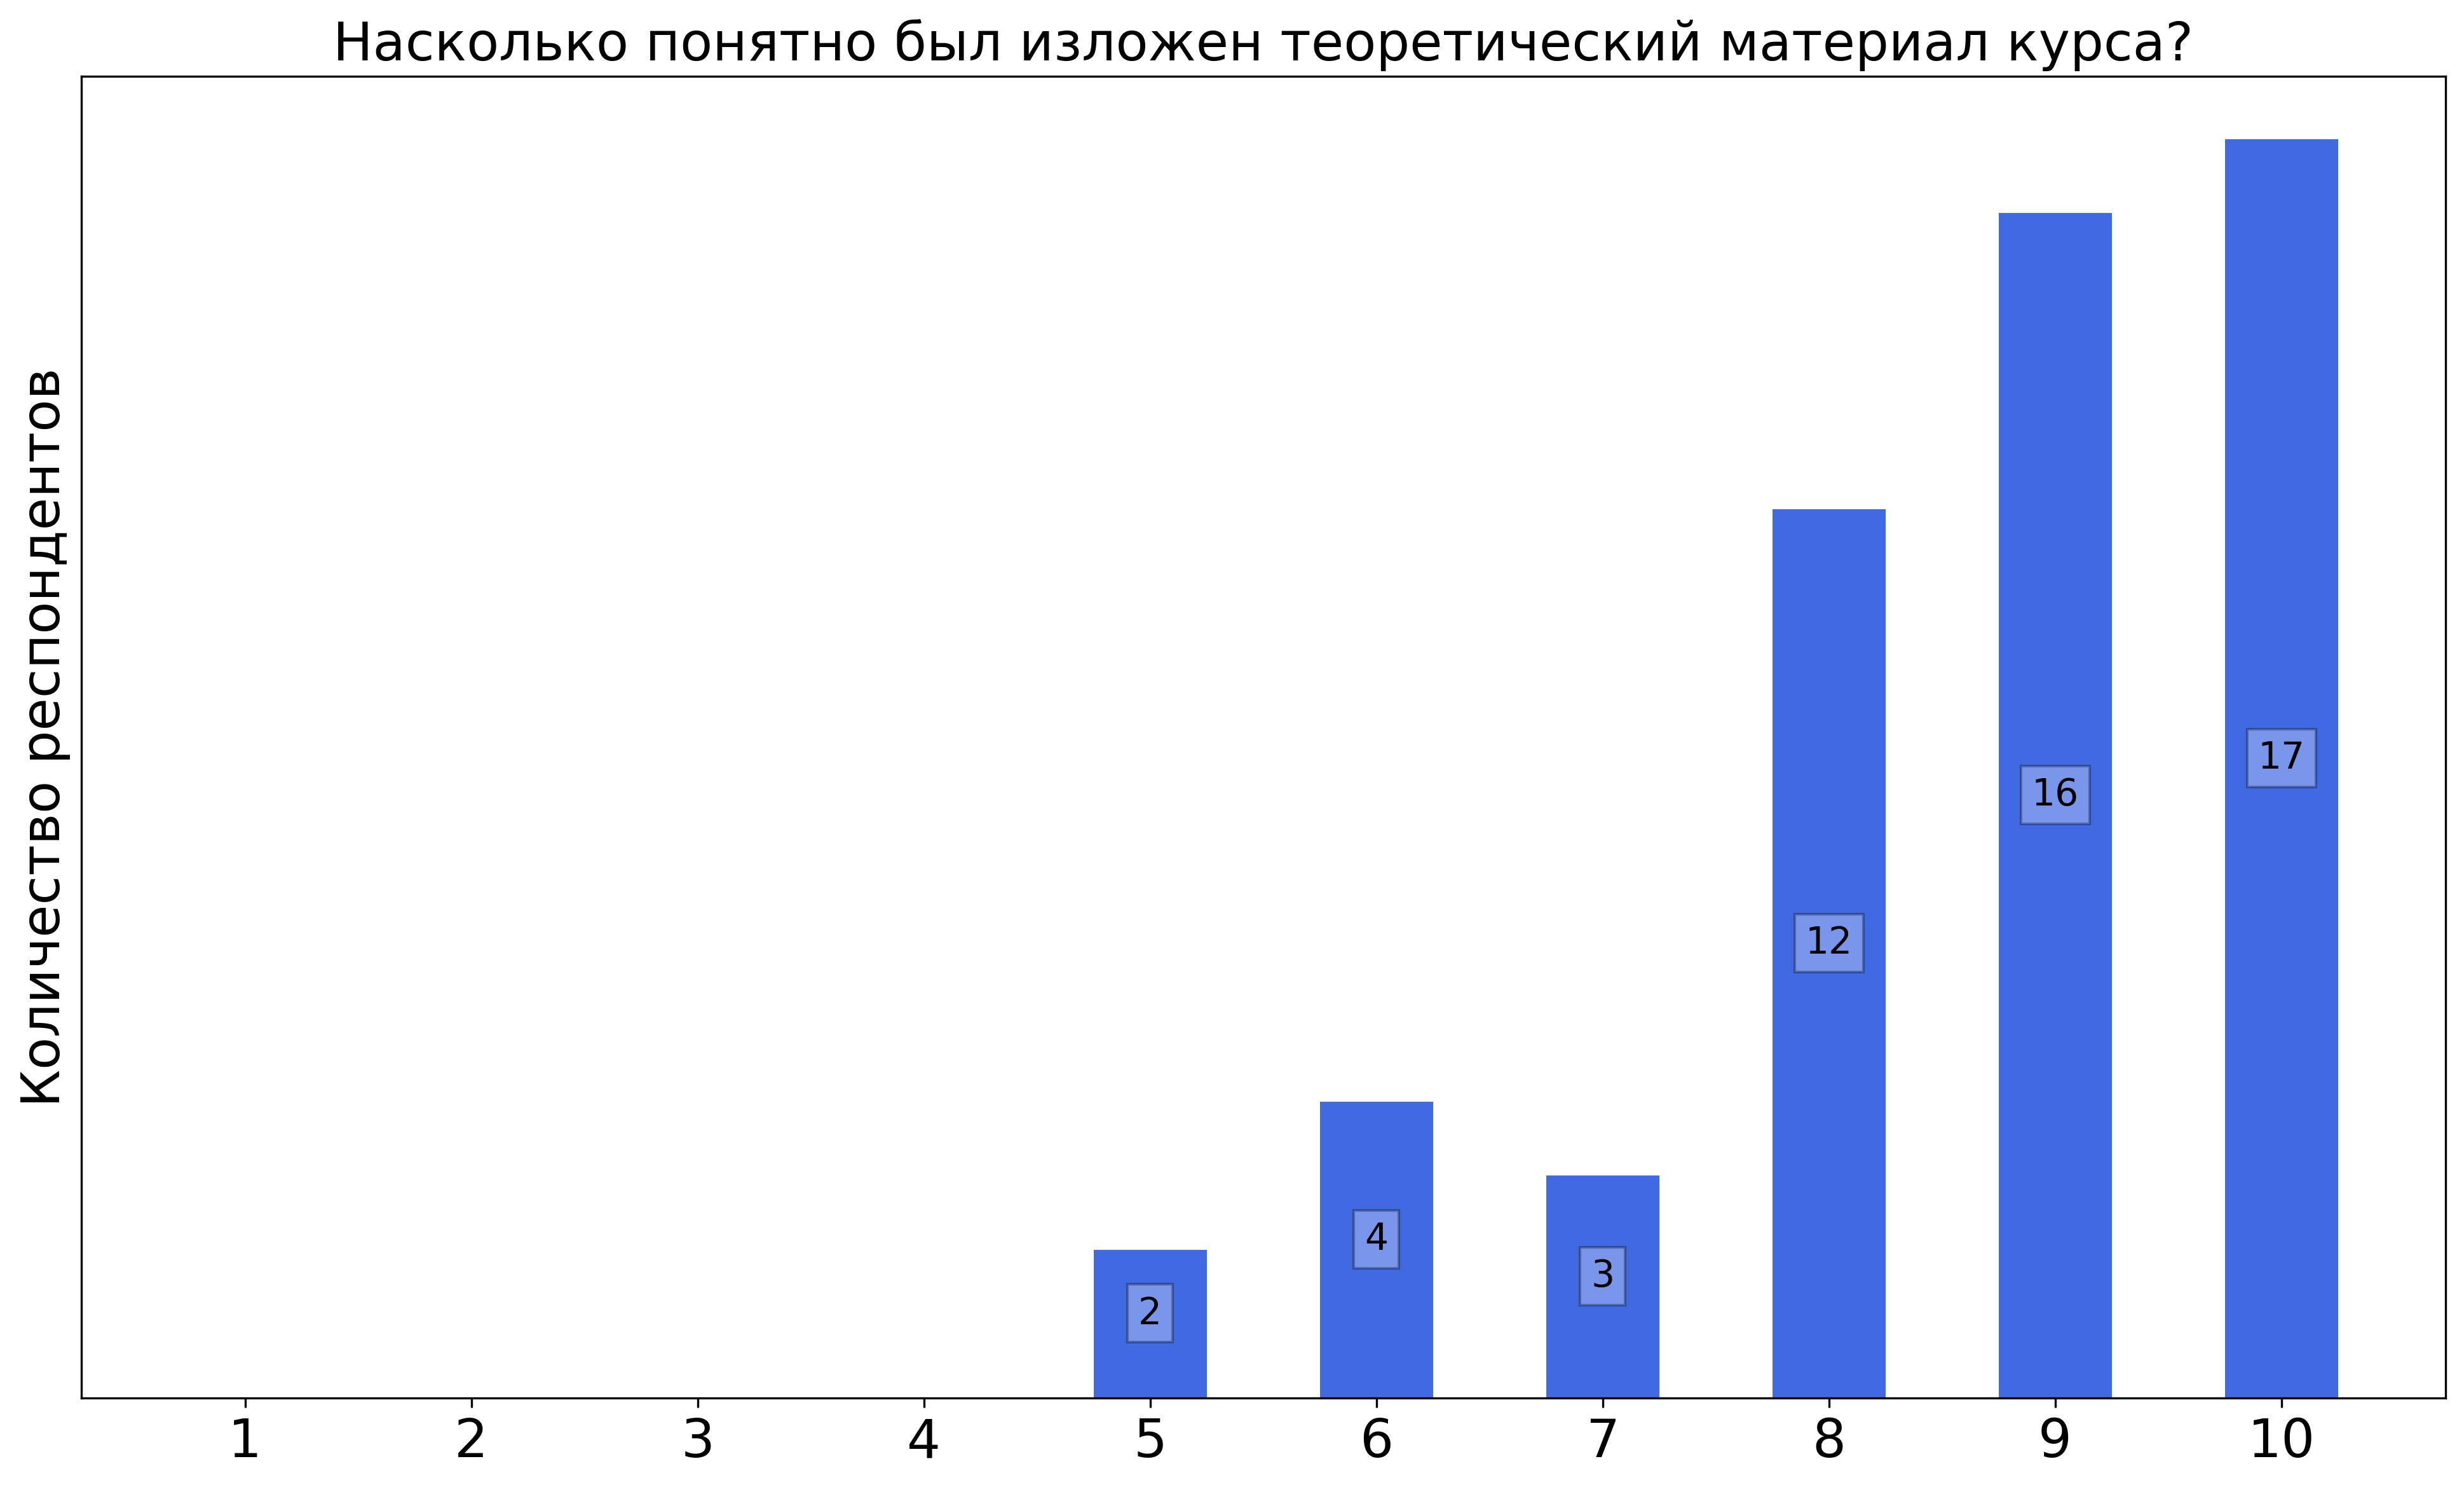 Насколько понятно был изложен теоретический материал курса?
Количество респондентов
2
4
3
12
16
17
1 2 3 4 5 6 7 8 9 10